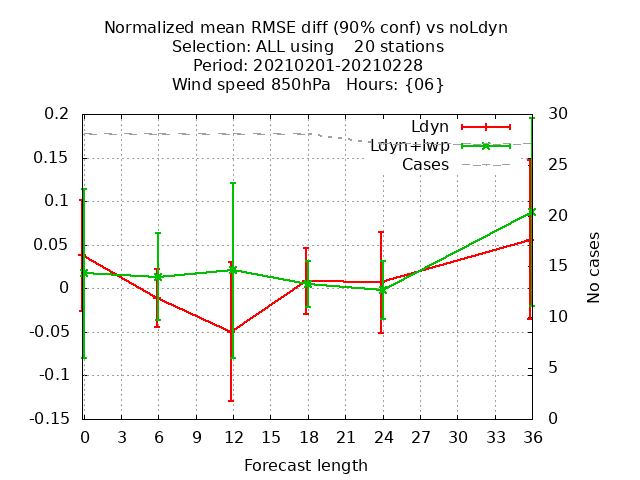 Normalized mean RMSE diff (90% conf) vs noLdyn
Selection: ALL using    20 stations
Period: 20210201-20210228
Wind speed 850hPa   Hours: {06}
0.2
0.15
0.1
0.05
0
-0.05
-0.1
-0.15
30
25
20
15
10
5
0
Ldyn
Ldyn+lwp
Cases
No cases
0 3 6 9 12 15 18 21 24 27 30 33 36
Forecast length